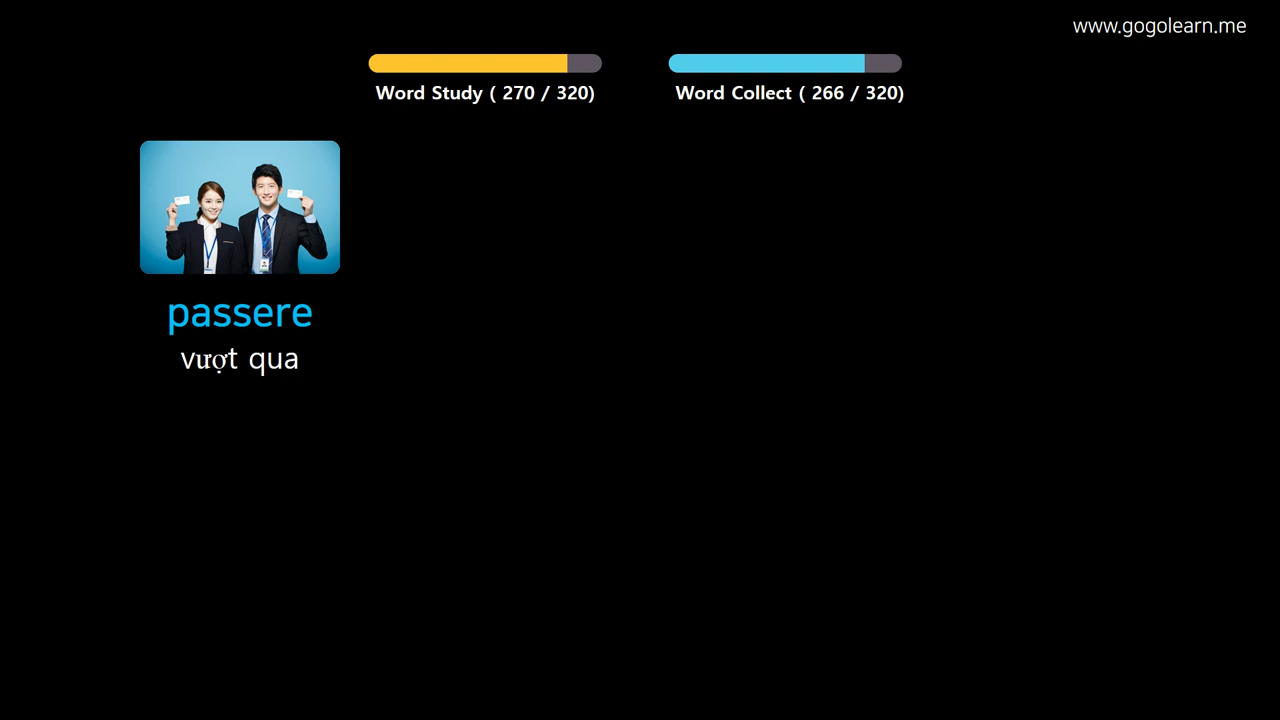 www.gogolearn.me
Word Study ( 270 / 320)
Word Collect ( 266 / 320)
passere
vượt qua